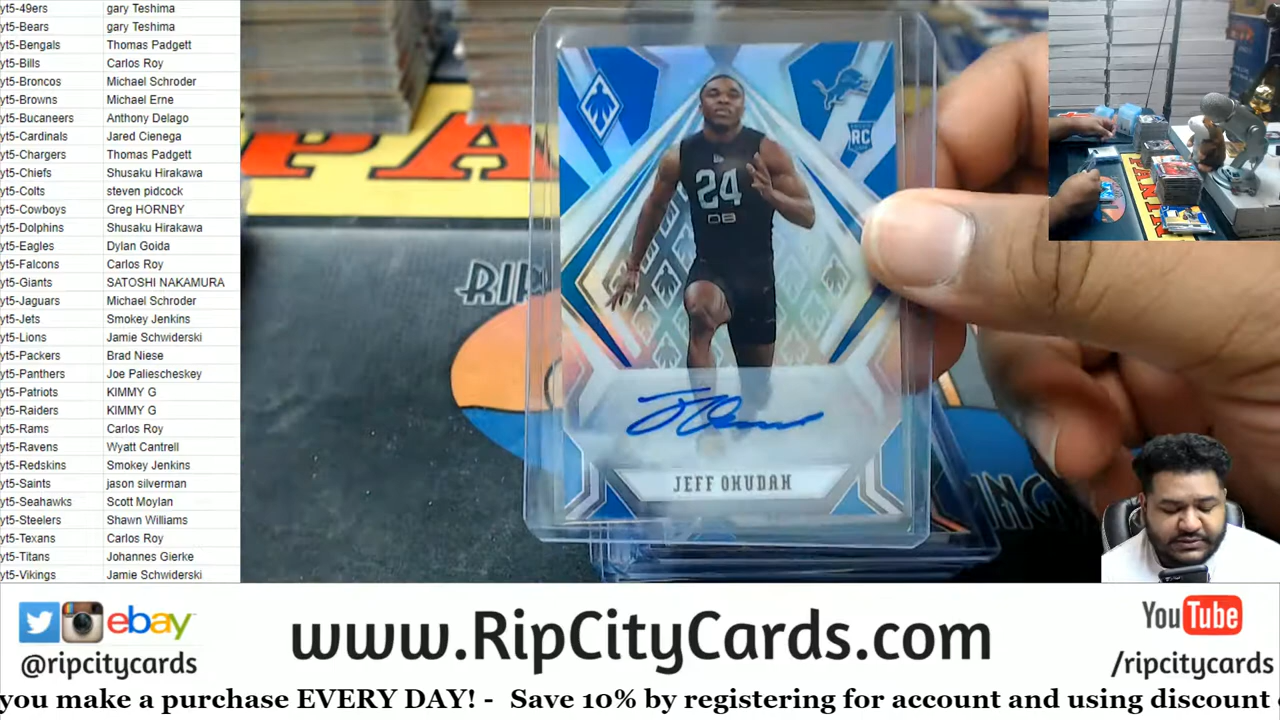 yt5-49ers gary Teshima
yt5-Bears gary Teshima
yt5-Bengals Thomas Padgett
yt5-Bills Carlos Roy
yt5-Broncos Michael Schroder
yt5-Browns Michael Erne
yt5-Bucaneers Anthony Delago
yt5-Cardinals Jared Cienega
yt5-Chargers Thomas Padgett
yt5-Chiefs Shusaku Hirakawa
yt5-Colts steven pidcock
yt5-Cowboys Greg HORNBY
yt5-Dolphins Shusaku Hirakawa
yt5-Eagles Dylan Goida
yt5-Falcons Carlos Roy
yt5-Giants SATOSHI NAKAMURA
yt5-Jaguars Michael Schroder
yt5-Jets Smokey Jenkins
yt5-Lions Jamie Schwiderski
yt5-Packers Brad Niese
yt5-Panthers Joe Paliescheskey
yt5-Patriots KIMMY G
yt5-Raiders KIMMY G
yt5-Rams Carlos Roy
yt5-Ravens Wyatt Cantrell
yt5-Redskins Smokey Jenkins
yt5-Saints jason silverman
yt5-Seahawks Scott Moylan
yt5-Steelers Shawn Williams
yt5-Texans Carlos Roy
yt5-Titans Johannes Gierke
yt5-Vikings Jamie Schwiderski
PA
RIP
RC
24
DB
JEFF OKUDAH
PANINI
ebay
@ripcitycards
www.RipCityCards.com
YouTube
/ripcitycards
you make a purchase EVERY DAY! - Save 10% by registering for account and using discount